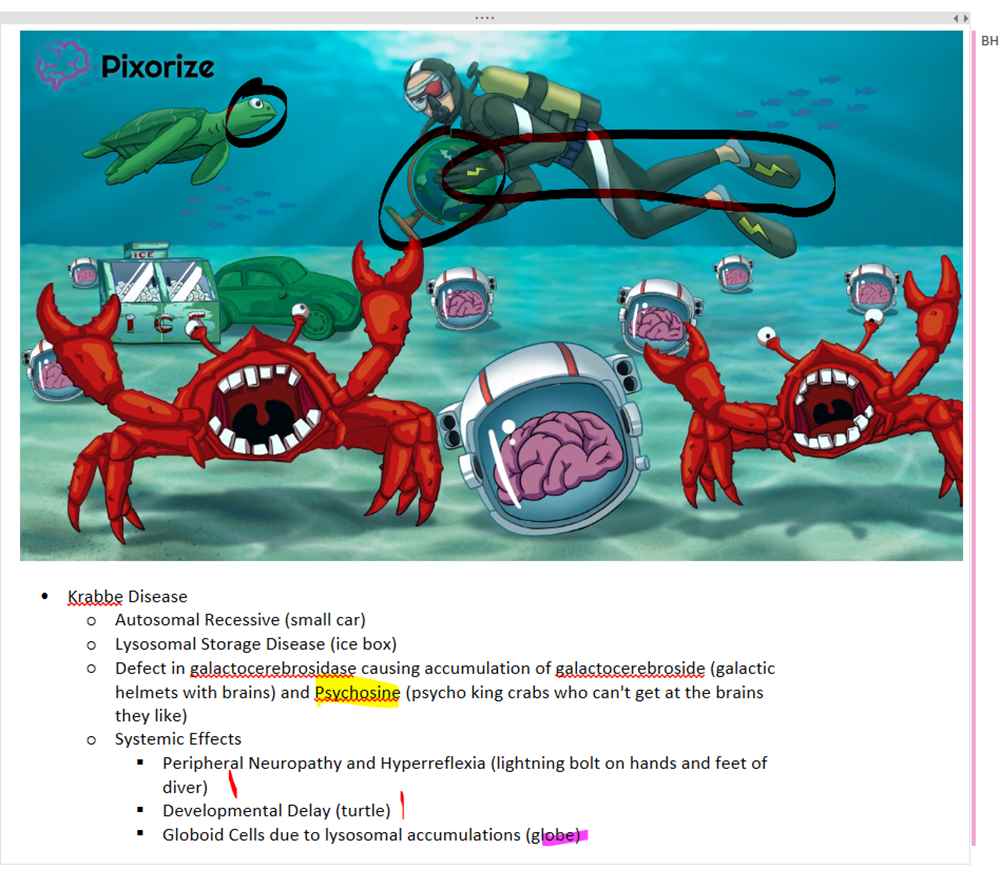 BH
Pixorize
ICE
ICE
• Krabbe Disease
o Autosomal Recessive (small car)
o Lysosomal Storage Disease (ice box)
o Defect in galactocerebrosidase causing accumulation of galactocerebroside (galactic
helmets with brains) and Psychosine (psycho king crabs who can't get at the brains
they like)
o Systemic Effects
▪ Peripheral Neuropathy and Hyperreflexia (lightning bolt on hands and feet of
diver)
▪ Developmental Delay (turtle)
▪ Globoid Cells due to lysosomal accumulations (globe)